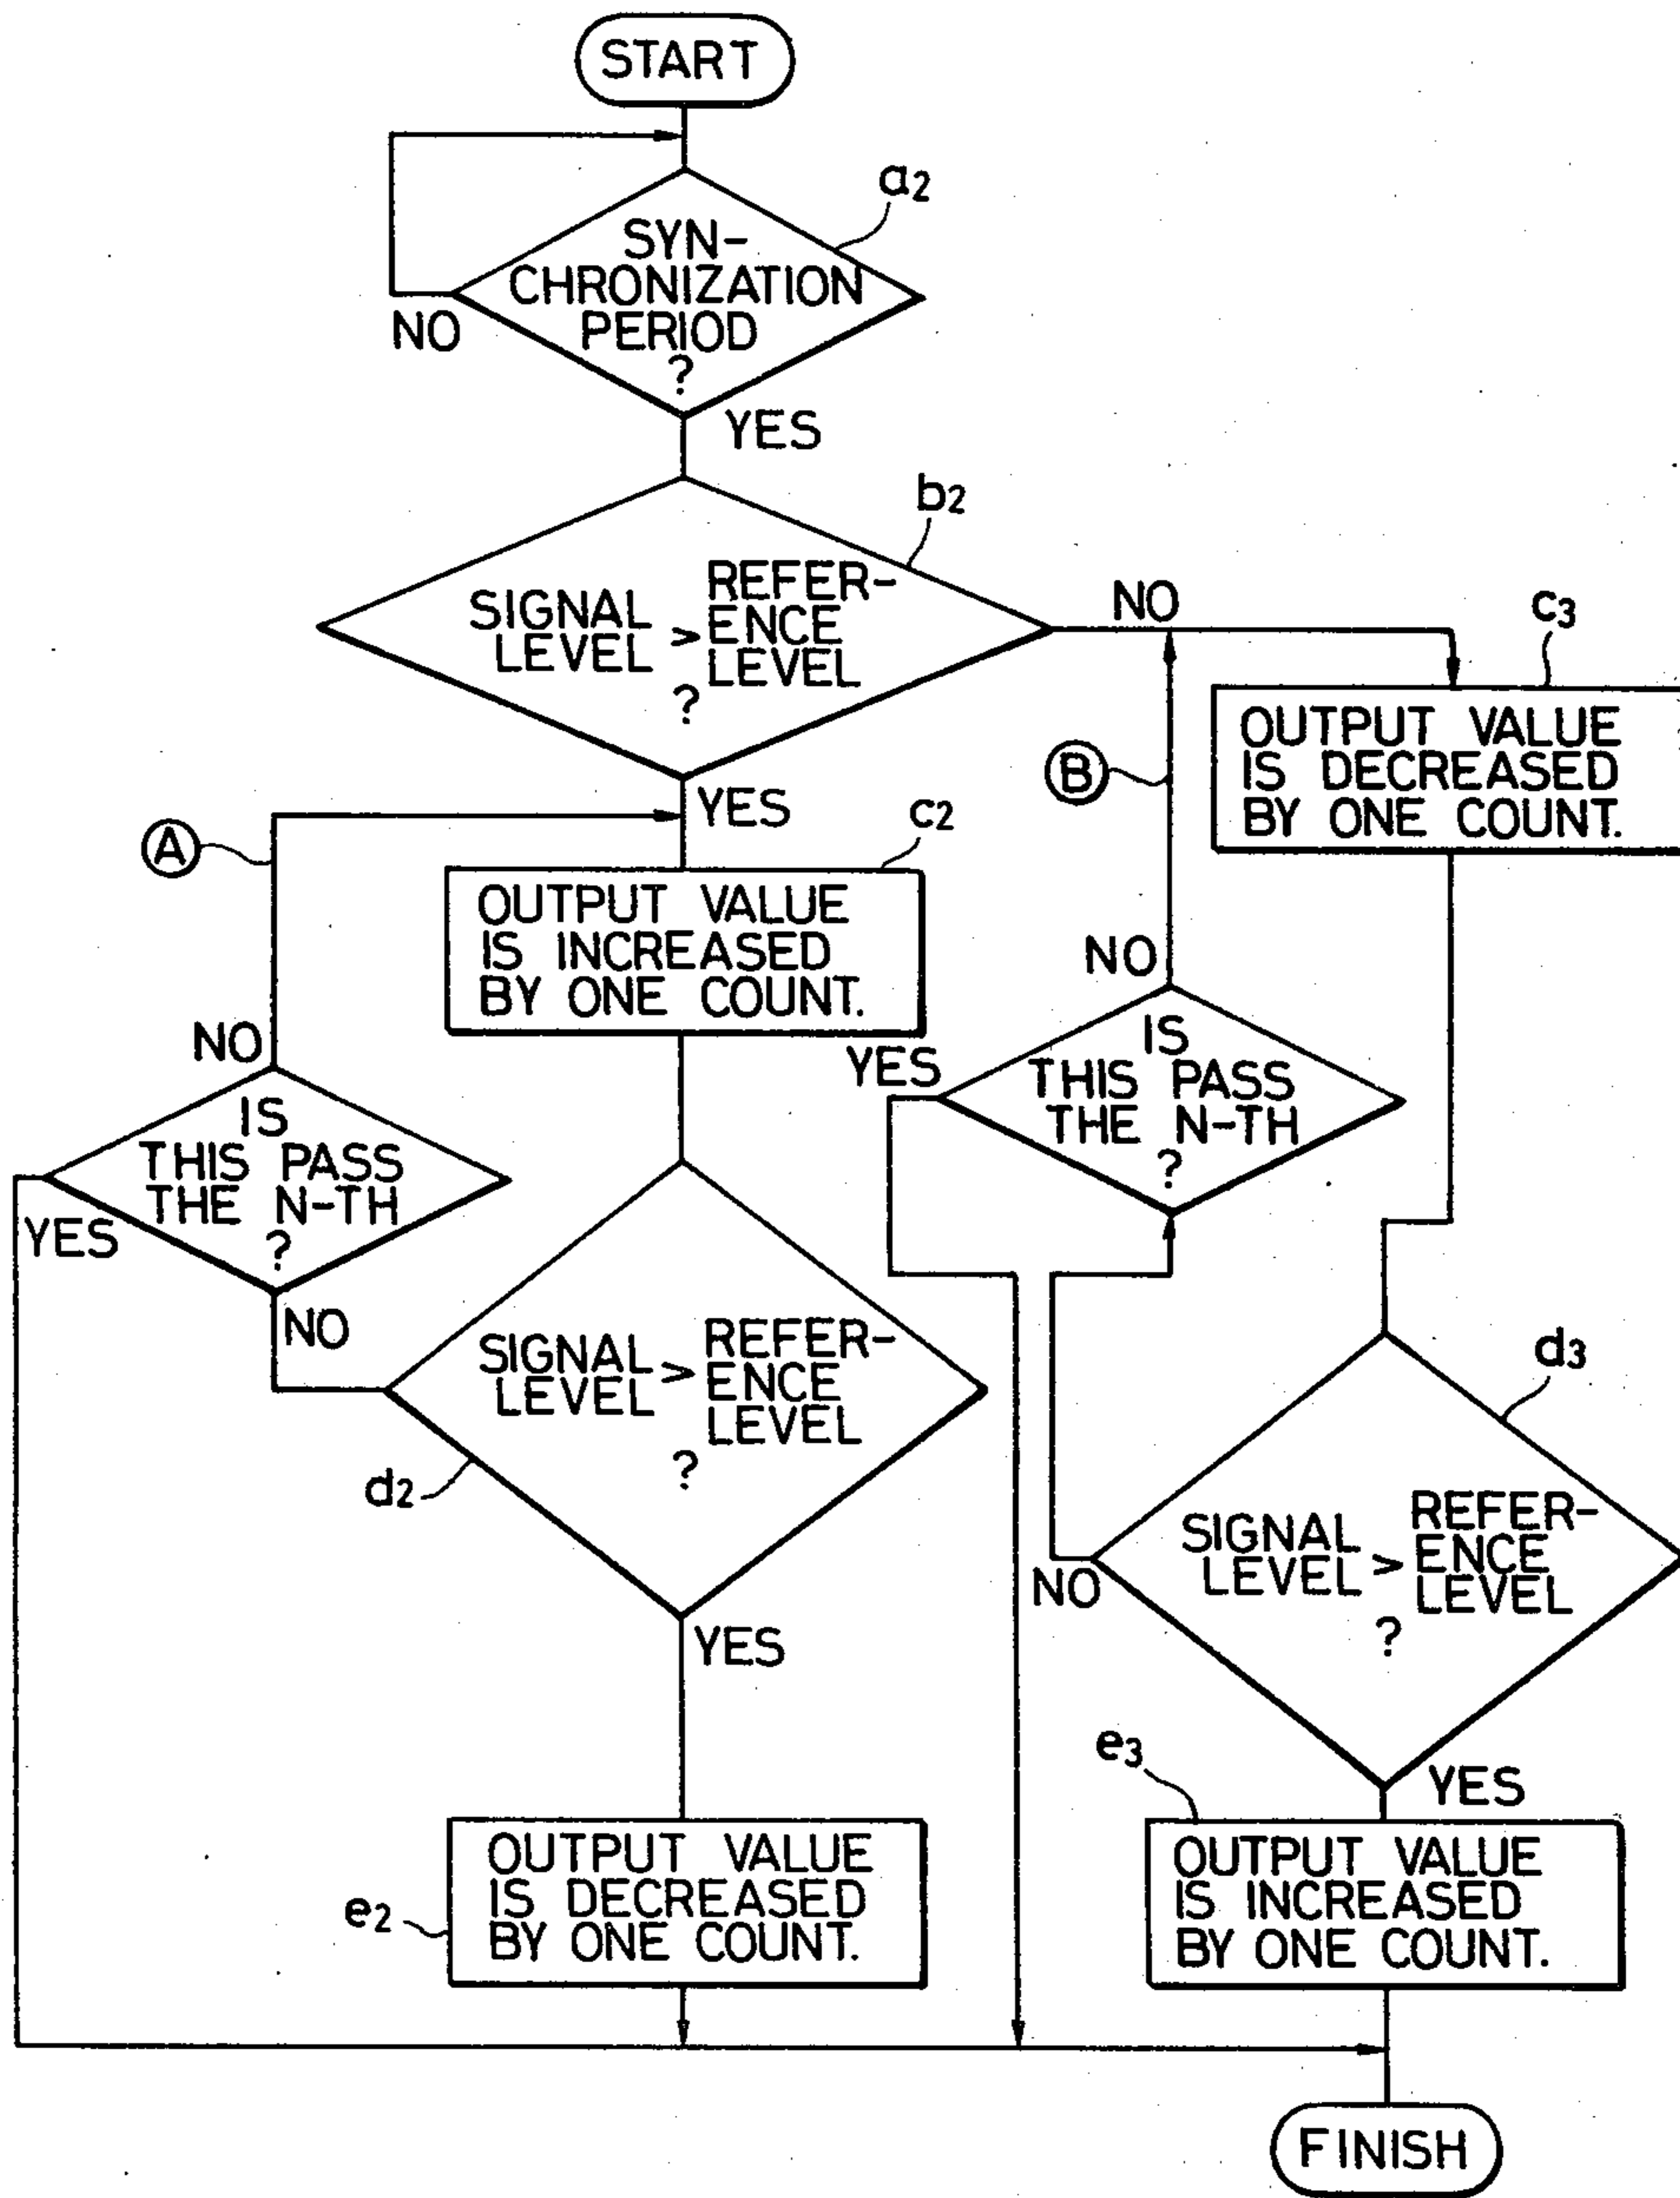 START
a2
SYN-
CHRONIZATION
PERIOD
?
NO
YES
b2
SIGNAL
LEVEL
>
REFER-
ENCE
LEVEL
?
NO
YES
c3
OUTPUT VALUE
IS DECREASED
BY ONE COUNT.
B
A
c2
OUTPUT VALUE
IS INCREASED
BY ONE COUNT.
NO
IS
THIS PASS
THE N-TH
?
YES
NO
NO
IS
THIS PASS
THE N-TH
?
YES
SIGNAL
LEVEL
>
REFER-
ENCE
LEVEL
?
d2
YES
d3
SIGNAL
LEVEL
>
REFER-
ENCE
LEVEL
?
NO
YES
e2
OUTPUT VALUE
IS DECREASED
BY ONE COUNT.
e3
OUTPUT VALUE
IS INCREASED
BY ONE COUNT.
FINISH